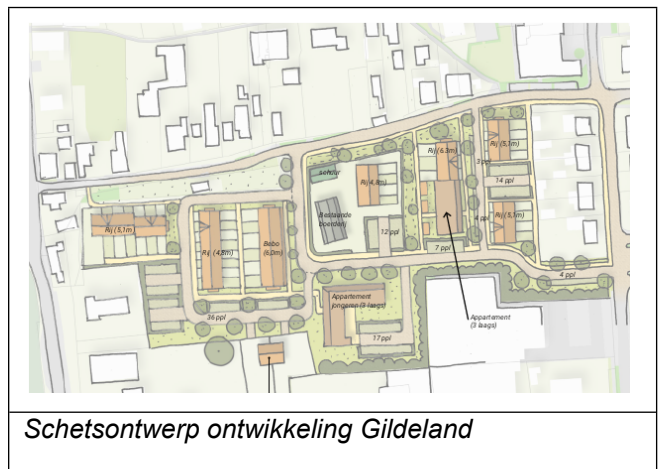 Rij (6.3m)
Rij (5,1m)
3 ppl
schuur
Rij(4,8m)
14 ppl
Bestaande
boerderij
Rij (5,1m)
4 ppl
Rij (5,1m)
Rij (4,8m)
Bebo
(6,0m)
12 ppl
7 ppl
4 ppl
Appartement
jongeren (3 laags)
36 ppl
Appartement
(3 laags)
17 ppl
Schetsontwerp ontwikkeling Gildeland